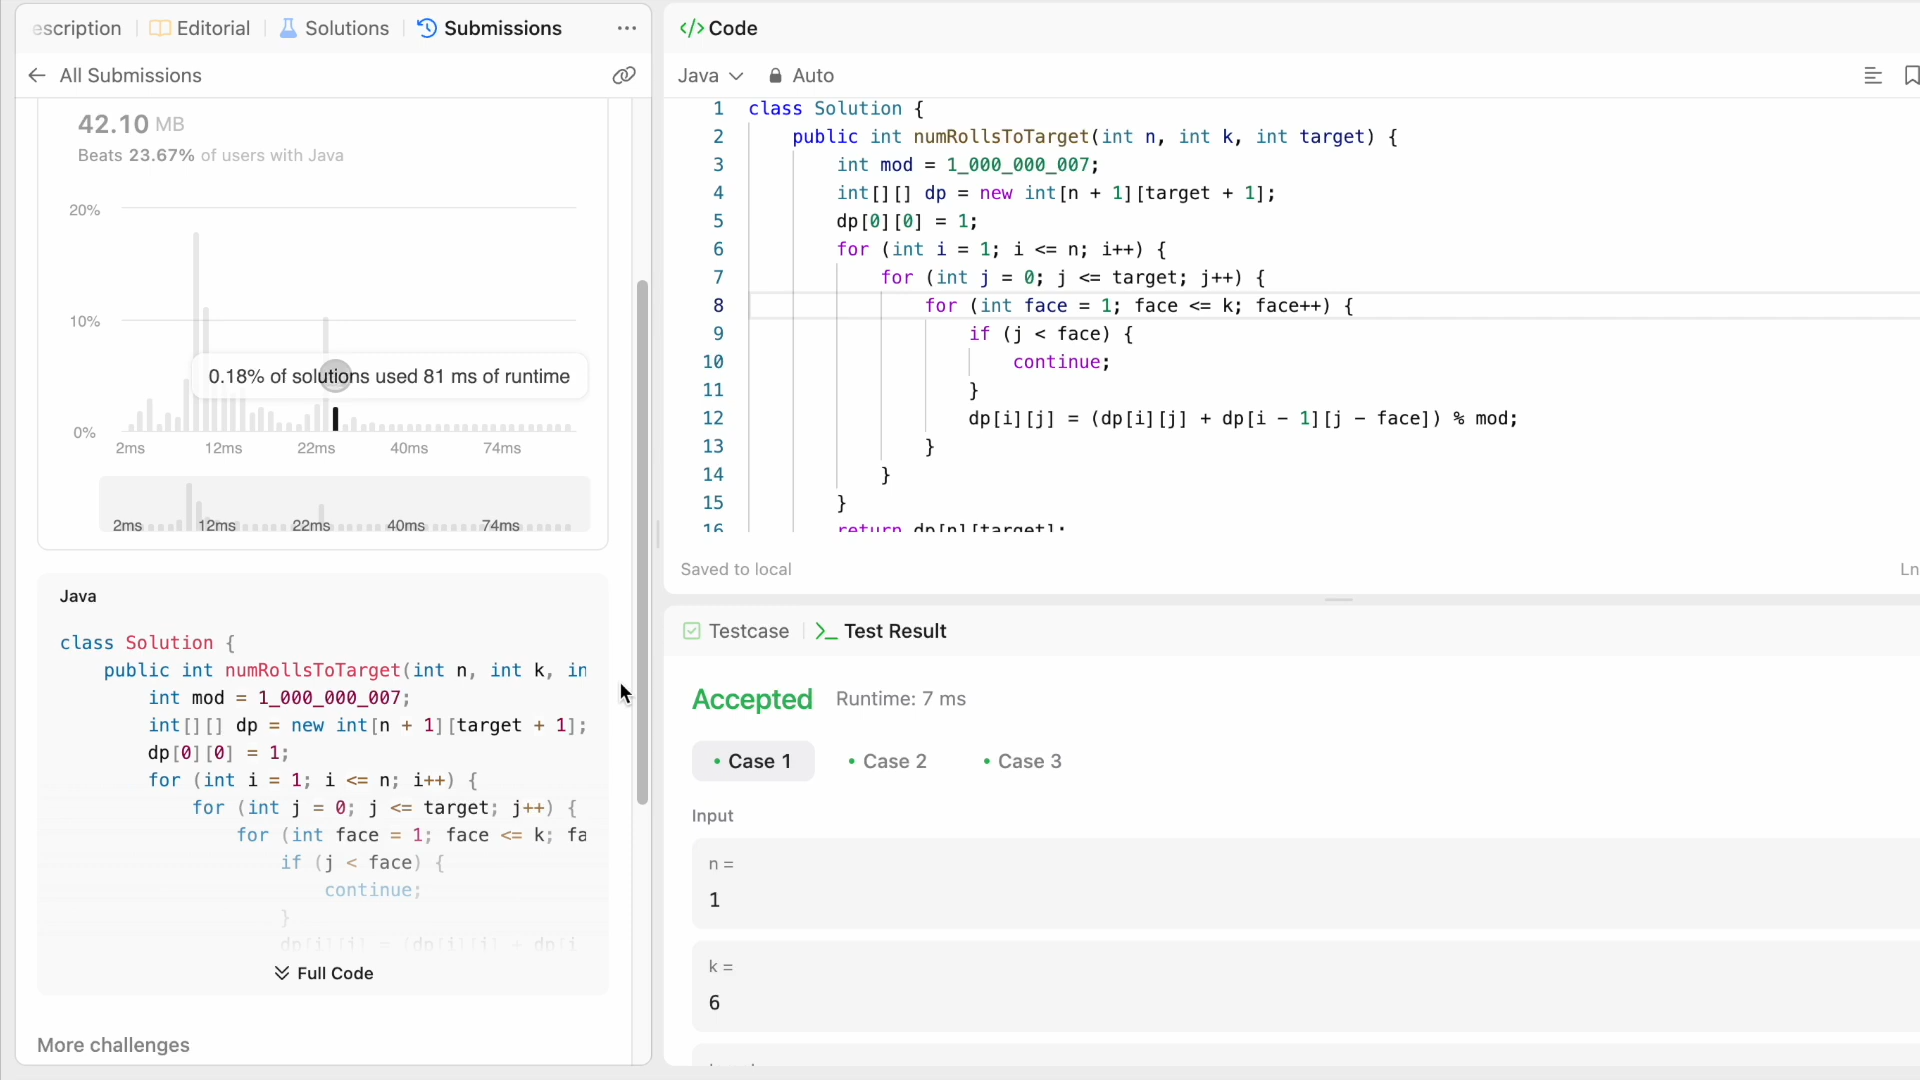 escription
Editorial
Solutions
Submissions
All Submissions
42.10 MB
Beats 23.67% of users with Java
20%
10%
0.18% of solutions used 81 ms of runtime
0%
2ms 12ms 22ms 40ms 74ms
2ms 12ms 22ms 40ms 74ms
Java
class Solution {
    public int numRollsToTarget(int n, int k, in
        int mod = 1_000_000_007;
        int[][] dp = new int[n + 1][target + 1];
        dp[0][0] = 1;
        for (int i = 1; i <= n; i++) {
            for (int j = 0; j <= target; j++) {
                for (int face = 1; face <= k; fa
                    if (j < face) {
                        continue;
                    }
                    dp[i][j] = (dp[i][j] + dp[i
Full Code
More challenges
</> Code
Java
Auto
1 class Solution {
2     public int numRollsToTarget(int n, int k, int target) {
3         int mod = 1_000_000_007;
4         int[][] dp = new int[n + 1][target + 1];
5         dp[0][0] = 1;
6         for (int i = 1; i <= n; i++) {
7             for (int j = 0; j <= target; j++) {
8                 for (int face = 1; face <= k; face++) {
9                     if (j < face) {
10                         continue;
11                     }
12                     dp[i][j] = (dp[i][j] + dp[i - 1][j - face]) % mod;
13                 }
14             }
15         }
16         return dp[n][target];
Saved to local
Ln
Testcase
Test Result
Accepted
Runtime: 7 ms
Case 1
Case 2
Case 3
Input
n =
1
k =
6